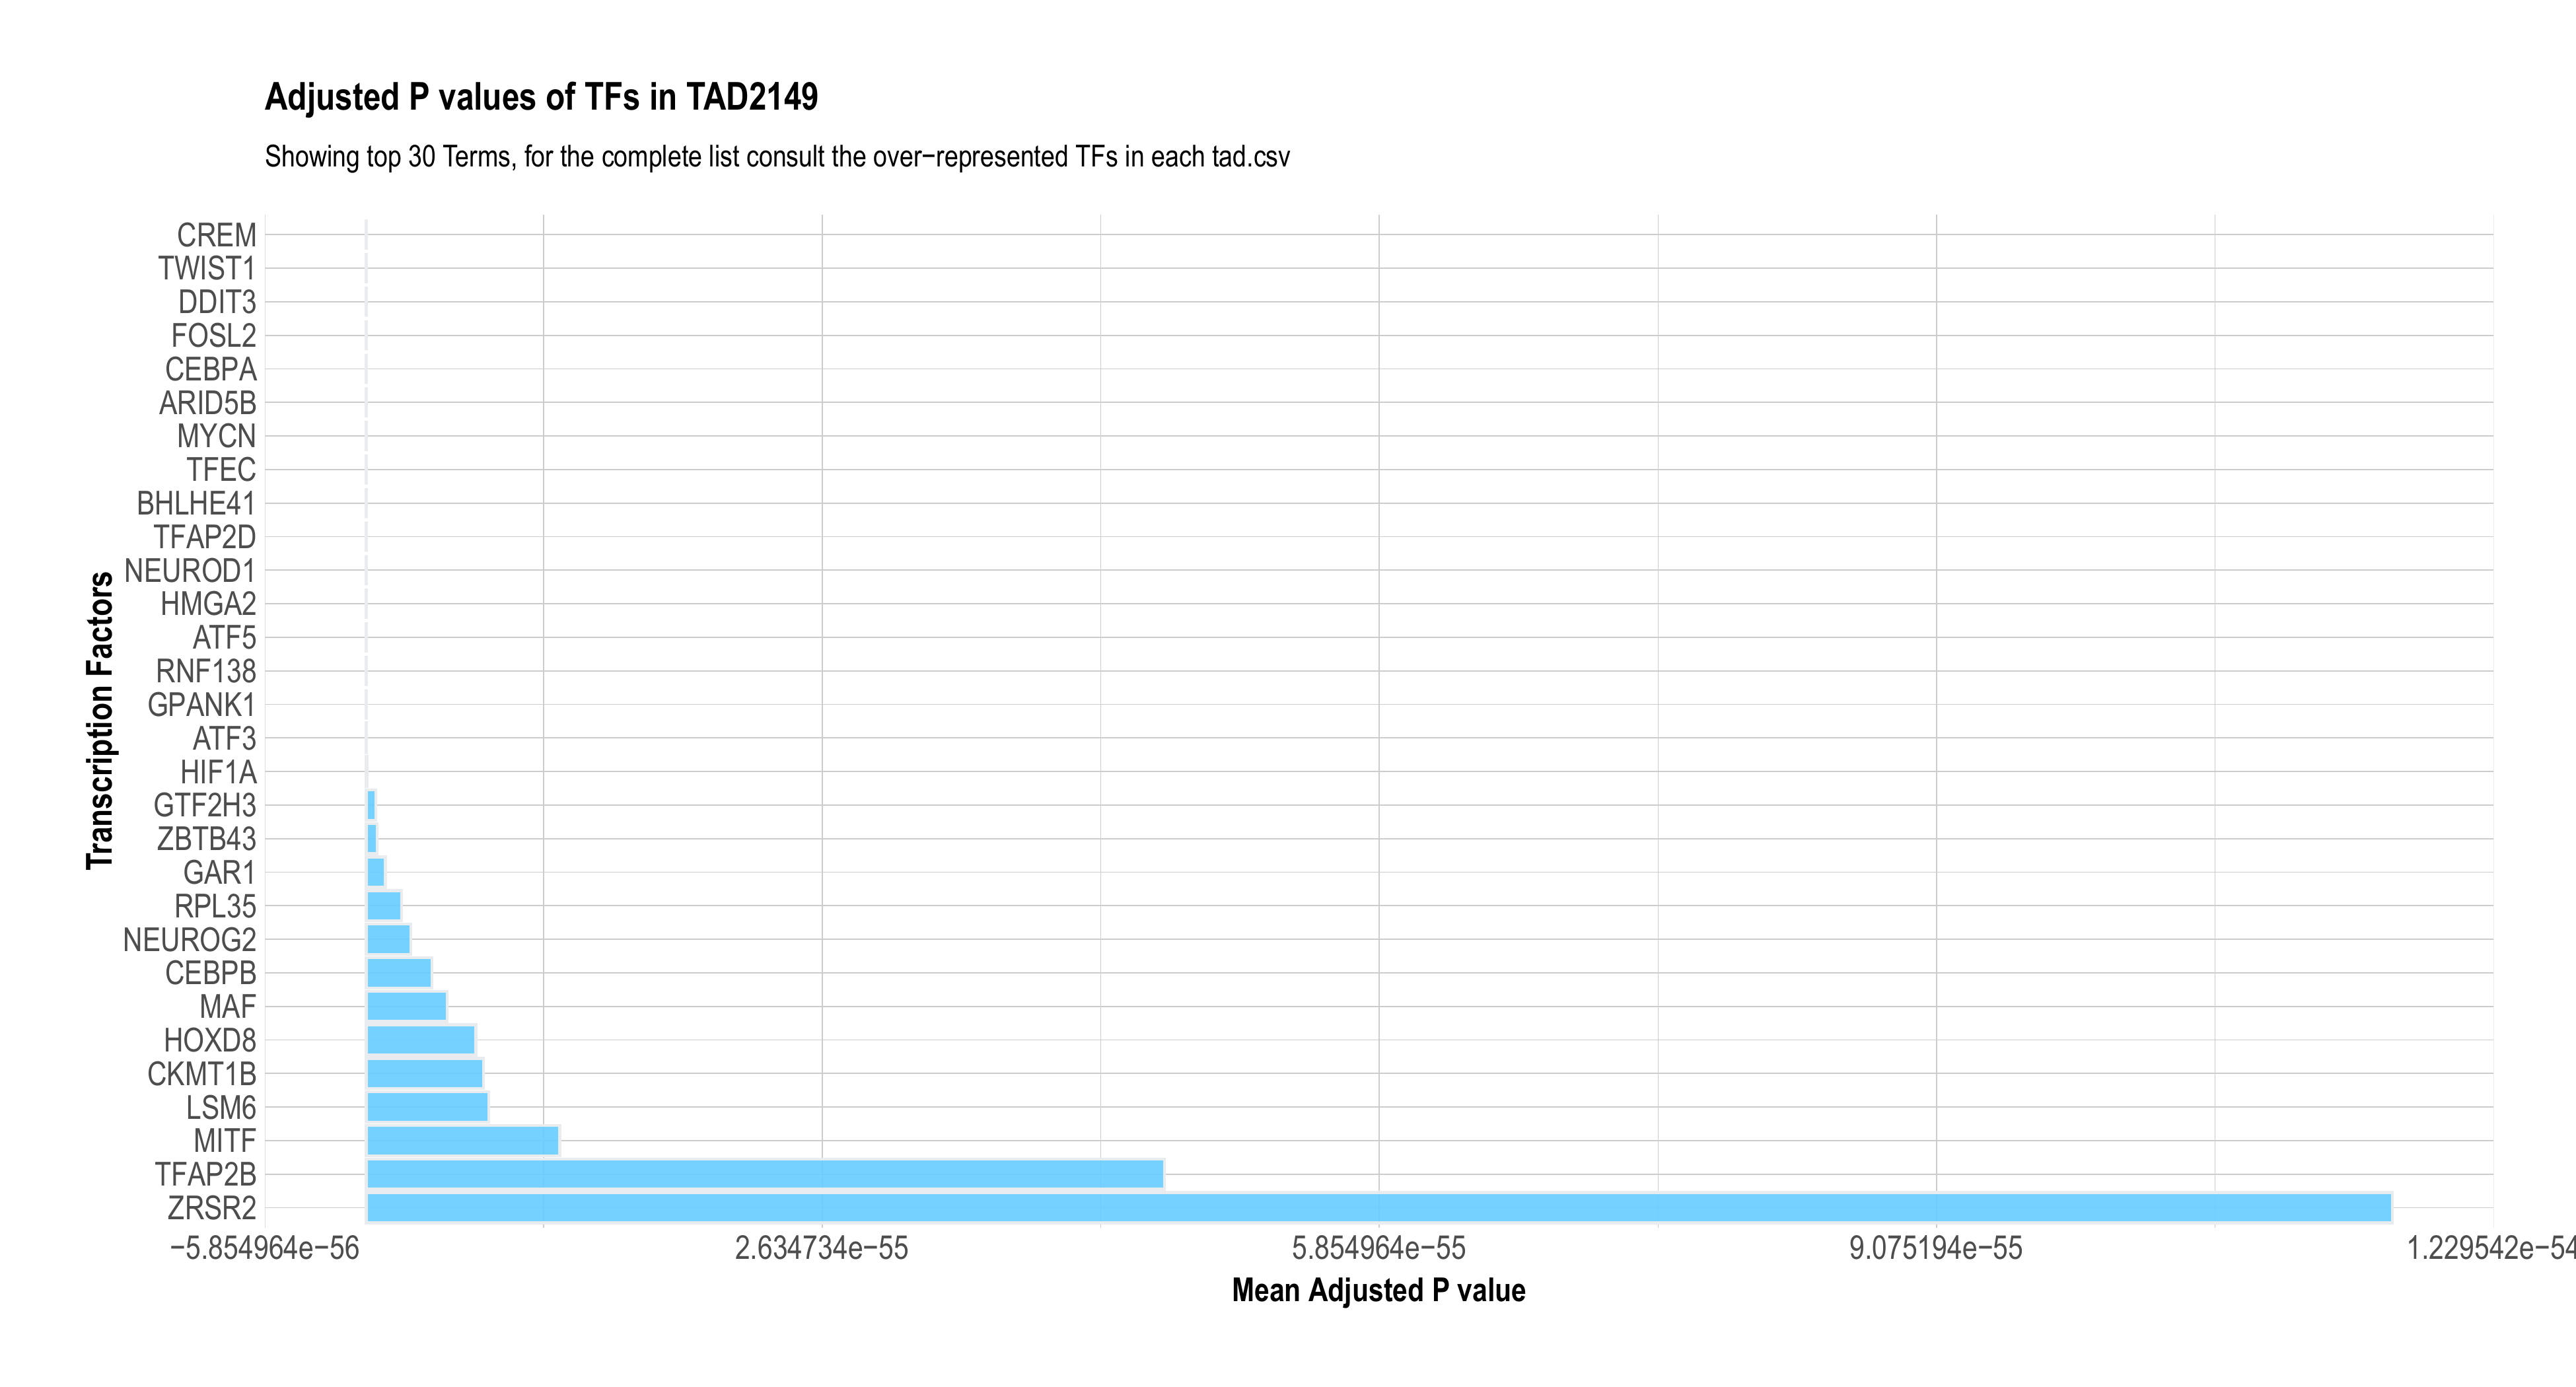 Adjusted P values of TFs in TAD2149
Showing top 30 Terms, for the complete list consult the over−represented TFs in each tad.csv
Transcription Factors
CREM
TWIST1
DDIT3
FOSL2
CEBPA
ARID5B
MYCN
TFEC
BHLHE41
TFAP2D
NEUROD1
HMGA2
ATF5
RNF138
GPANK1
ATF3
HIF1A
GTF2H3
ZBTB43
GAR1
RPL35
NEUROG2
CEBPB
MAF
HOXD8
CKMT1B
LSM6
MITF
TFAP2B
ZRSR2
−5.854964e−56 2.634734e−55 5.854964e−55 9.075194e−55 1.229542e−54
Mean Adjusted P value